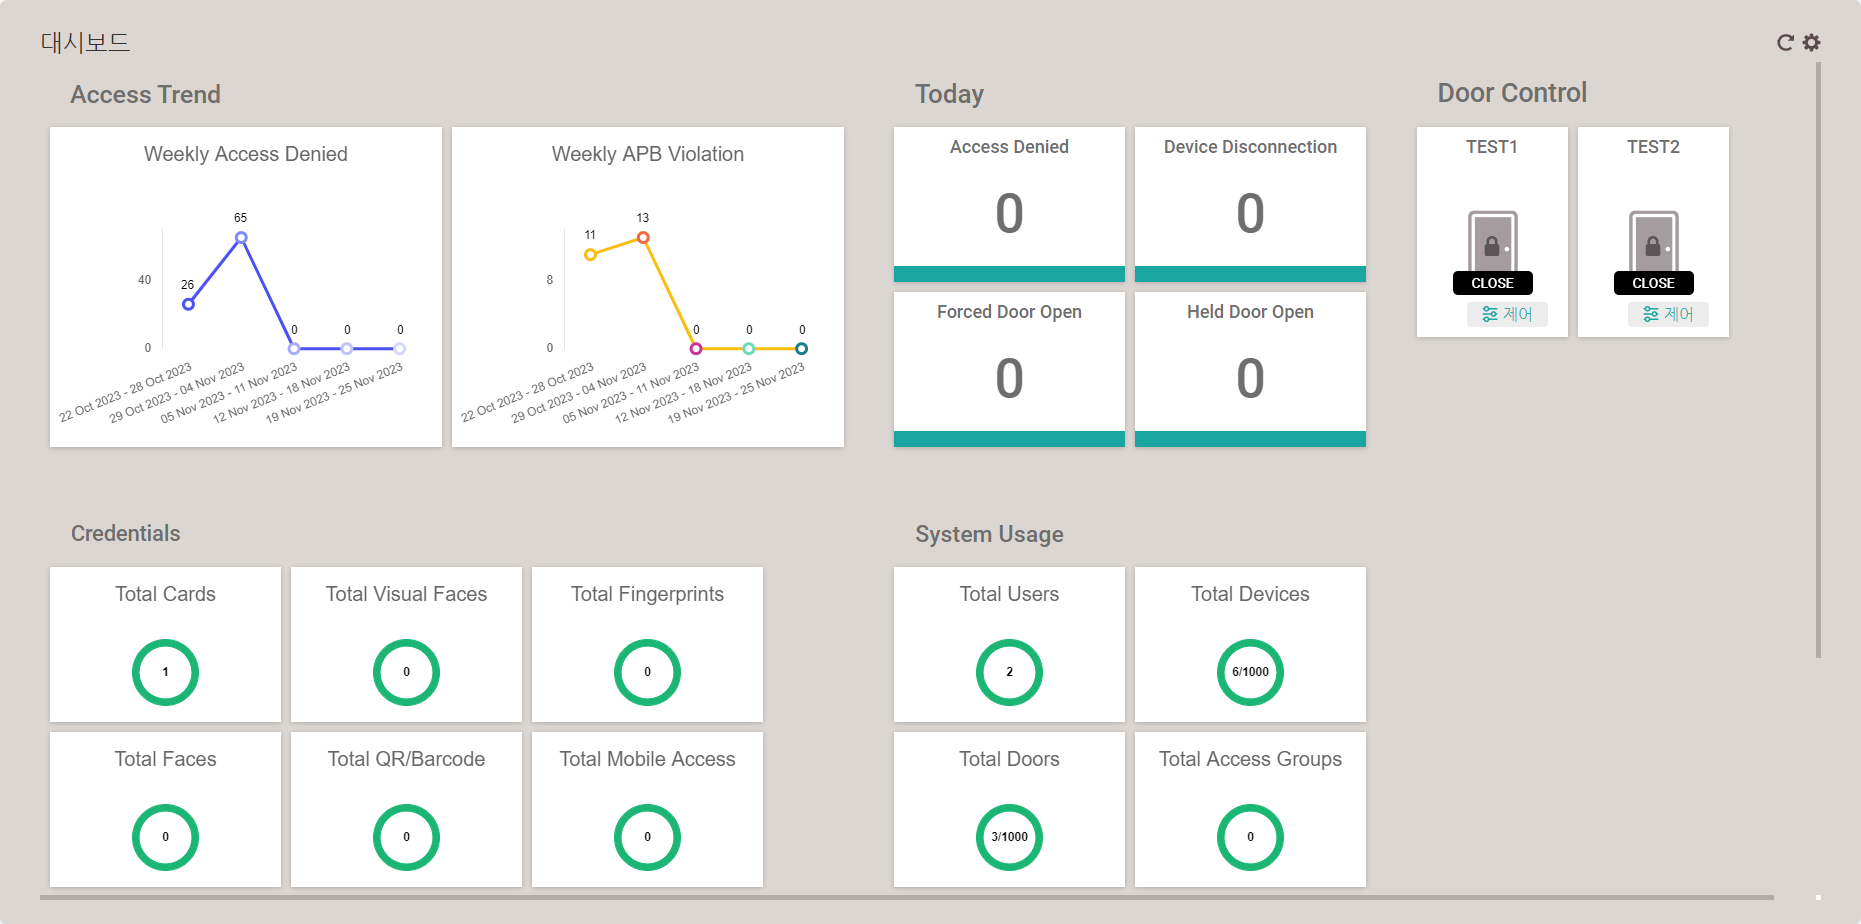 대시보드
Access Trend
Weekly Access Denied
65
26
40
0
0
0
0
22 Oct 2023 - 28 Oct 2023
29 Oct 2023 - 04 Nov 2023
05 Nov 2023 - 11 Nov 2023
12 Nov 2023 - 18 Nov 2023
19 Nov 2023 - 25 Nov 2023
Weekly APB Violation
13
11
8
0
0
0
0
22 Oct 2023 - 28 Oct 2023
29 Oct 2023 - 04 Nov 2023
05 Nov 2023 - 11 Nov 2023
12 Nov 2023 - 18 Nov 2023
19 Nov 2023 - 25 Nov 2023
Today
Access Denied
0
Device Disconnection
0
Forced Door Open
0
Held Door Open
0
Door Control
TEST1
CLOSE
제어
TEST2
CLOSE
제어
Credentials
Total Cards
1
Total Visual Faces
0
Total Fingerprints
0
Total Faces
0
Total QR/Barcode
0
Total Mobile Access
0
System Usage
Total Users
2
Total Devices
6/1000
Total Doors
3/1000
Total Access Groups
0